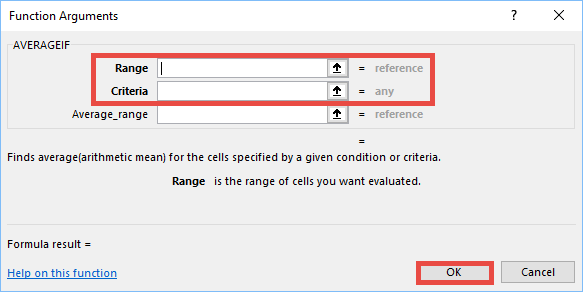 Function Arguments ? ×
AVERAGEIF
Range = reference
Criteria = any
Average_range = reference
=
Finds average(arithmetic mean) for the cells specified by a given condition or criteria.
Range is the range of cells you want evaluated.
Formula result =
Help on this function OK Cancel